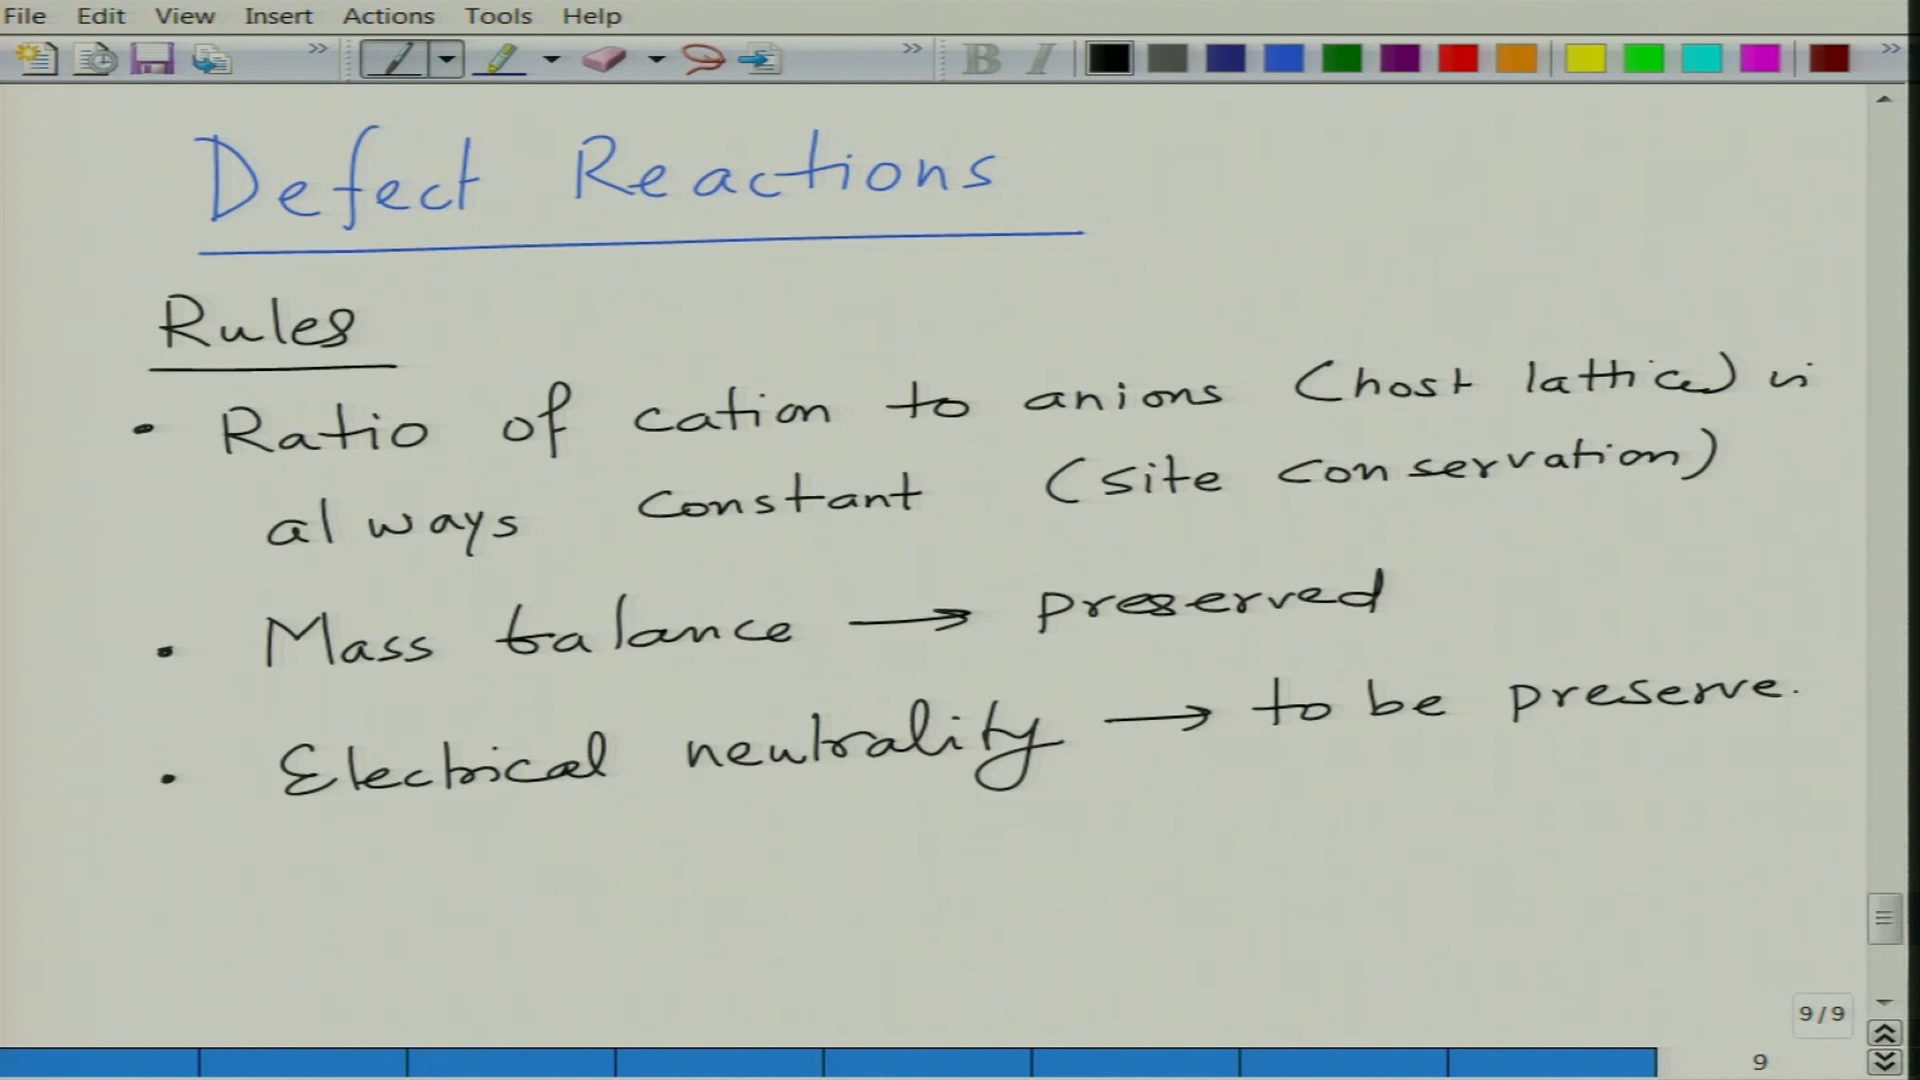 File Edit View Insert Actions Tools Help
B I
Defect Reactions
Rules
• Ratio of cation to anions (host lattice) is
always constant (site conservation)
• Mass balance → preserved
• Electrical neutrality → to be preserve.
9/9
9